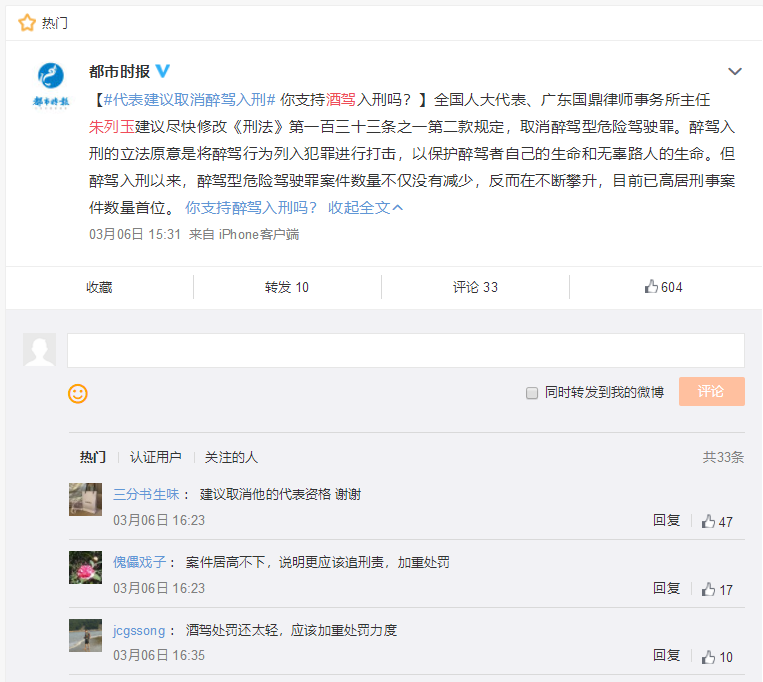 热门
都市时报
都市时报
【#代表建议取消醉驾入刑# 你支持酒驾入刑吗？】全国人大代表、广东国鼎律师事务所主任
朱列玉建议尽快修改《刑法》第一百三十三条之一第二款规定，取消醉驾型危险驾驶罪。醉驾入
刑的立法原意是将醉驾行为列入犯罪进行打击，以保护醉驾者自己的生命和无辜路人的生命。但
醉驾入刑以来，醉驾型危险驾驶罪案件数量不仅没有减少，反而在不断攀升，目前已高居刑事案
件数量首位。 你支持醉驾入刑吗？ 收起全文
03月06日 15:31 来自 iPhone客户端
收藏 转发 10 评论 33 604
同时转发到我的微博 评论
热门 认证用户 关注的人 共33条
三分书生味： 建议取消他的代表资格 谢谢
03月06日 16:23 回复 47
傀儡戏子： 案件居高不下，说明更应该追刑责，加重处罚
03月06日 16:23 回复 17
jcgssong： 酒驾处罚还太轻，应该加重处罚力度
03月06日 16:35 回复 10